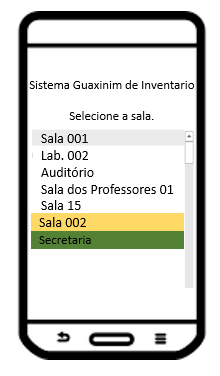 Sistema Guaxinim de Inventario
Selecione a sala.
Sala 001
Lab. 002
Auditório
Sala dos Professores 01
Sala 15
Sala 002
Secretaria